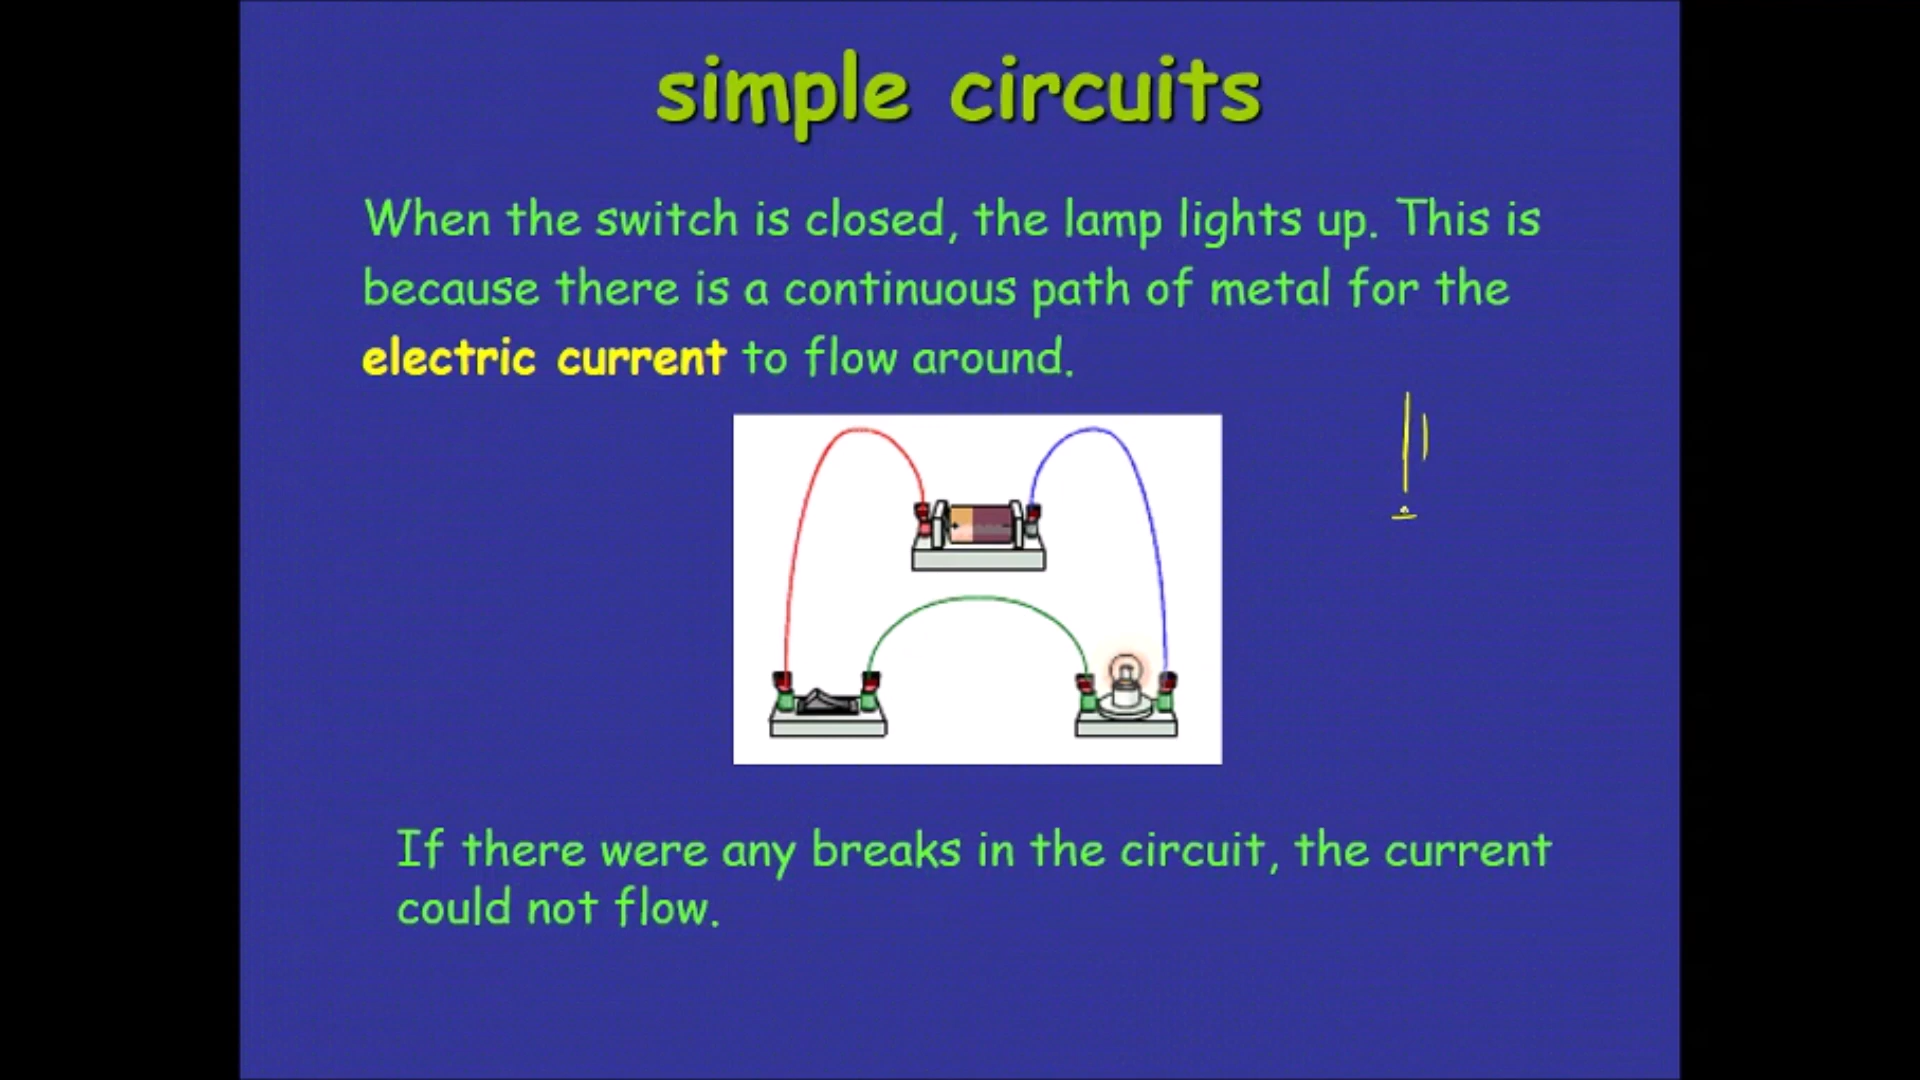 simple circuits
When the switch is closed, the lamp lights up. This is
because there is a continuous path of metal for the
electric current to flow around.
If there were any breaks in the circuit, the current
could not flow.